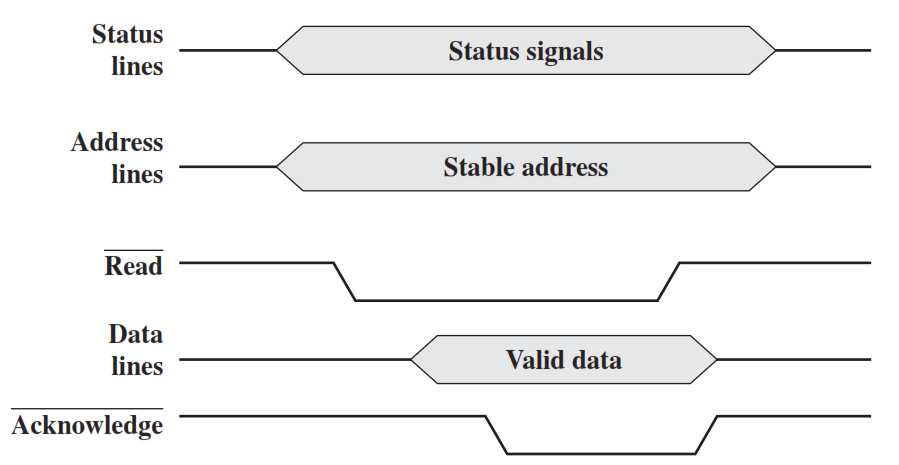 Status
lines
Status signals
Address
lines
Stable address
Read
Data
lines
Valid data
Acknowledge